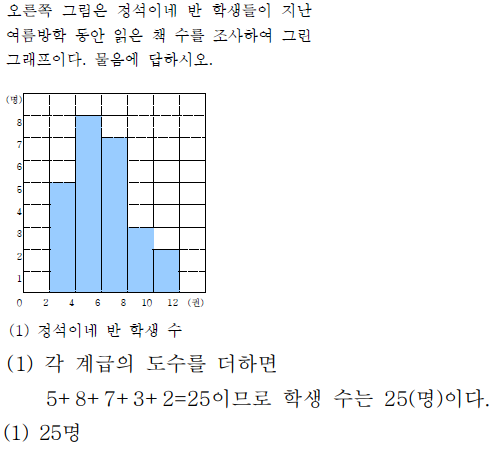 오른쪽 그림은 정석이네 반 학생들이 지난
여름방학 동안 읽은 책 수를 조사하여 그린
그래프이다. 물음에 답하시오.
(명)
8
7
6
5
4
3
2
1
0 2 4 6 8 10 12 (권)
(1) 정석이네 반 학생 수
(1) 각 계급의 도수를 더하면
5+8+7+3+2=25이므로 학생 수는 25(명)이다.
(1) 25명